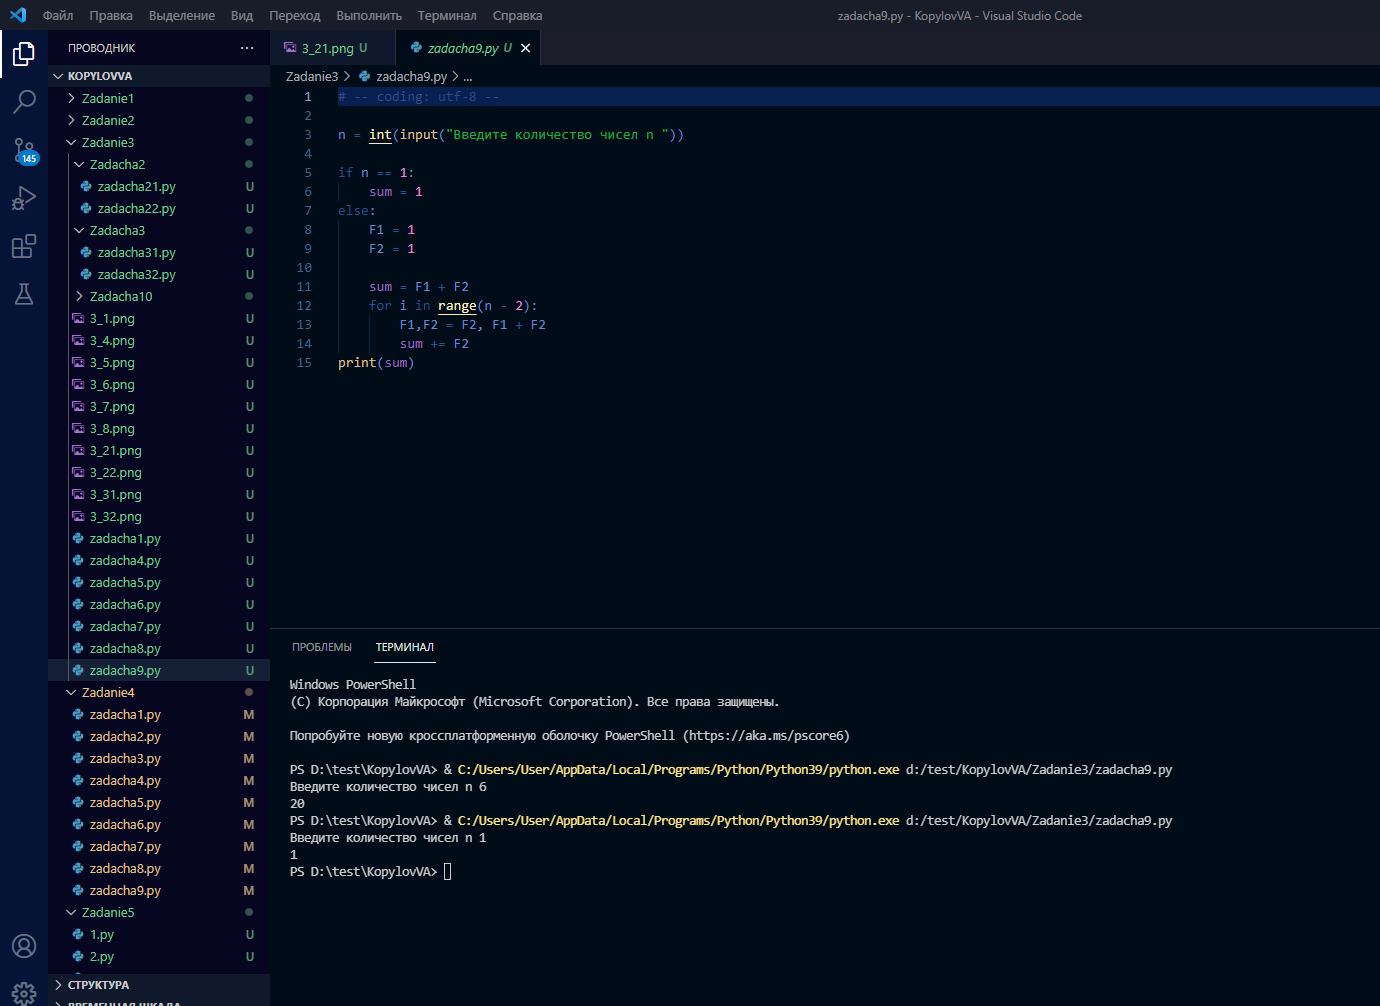 Файл Правка Выделение Вид Переход Выполнить Терминал Справка
zadacha9.py - KopylovVA - Visual Studio Code
ПРОВОДНИК ...
KOPYLOVVA
Zadanie1
Zadanie2
Zadanie3
Zadacha2
zadacha21.py U
zadacha22.py U
Zadacha3
zadacha31.py U
zadacha32.py U
Zadacha10
3_1.png U
3_4.png U
3_5.png U
3_6.png U
3_7.png U
3_8.png U
3_21.png U
3_22.png U
3_31.png U
3_32.png U
zadacha1.py U
zadacha4.py U
zadacha5.py U
zadacha6.py U
zadacha7.py U
zadacha8.py U
zadacha9.py U
Zadanie4
zadacha1.py M
zadacha2.py M
zadacha3.py M
zadacha4.py M
zadacha5.py M
zadacha6.py M
zadacha7.py M
zadacha8.py M
zadacha9.py M
Zadanie5
1.py U
2.py U
СТРУКТУРА
ВРЕМЕННАЯ ШКАЛА
145
3_21.png U
zadacha9.py U
Zadanie3 > zadacha9.py > ...
1 # -- coding: utf-8 --
2
3 n = int(input("Введите количество чисел n "))
4
5 if n == 1:
6 sum = 1
7 else:
8 F1 = 1
9 F2 = 1
10
11 sum = F1 + F2
12 for i in range(n - 2):
13 F1,F2 = F2, F1 + F2
14 sum += F2
15 print(sum)
ПРОБЛЕМЫ ТЕРМИНАЛ
Windows PowerShell
(C) Корпорация Майкрософт (Microsoft Corporation). Все права защищены.
Попробуйте новую кроссплатформенную оболочку PowerShell (https://aka.ms/pscore6)
PS D:\test\KopylovVA> & C:/Users/User/AppData/Local/Programs/Python/Python39/python.exe d:/test/KopylovVA/Zadanie3/zadacha9.py
Введите количество чисел n 6
20
PS D:\test\KopylovVA> & C:/Users/User/AppData/Local/Programs/Python/Python39/python.exe d:/test/KopylovVA/Zadanie3/zadacha9.py
Введите количество чисел n 1
1
PS D:\test\KopylovVA>